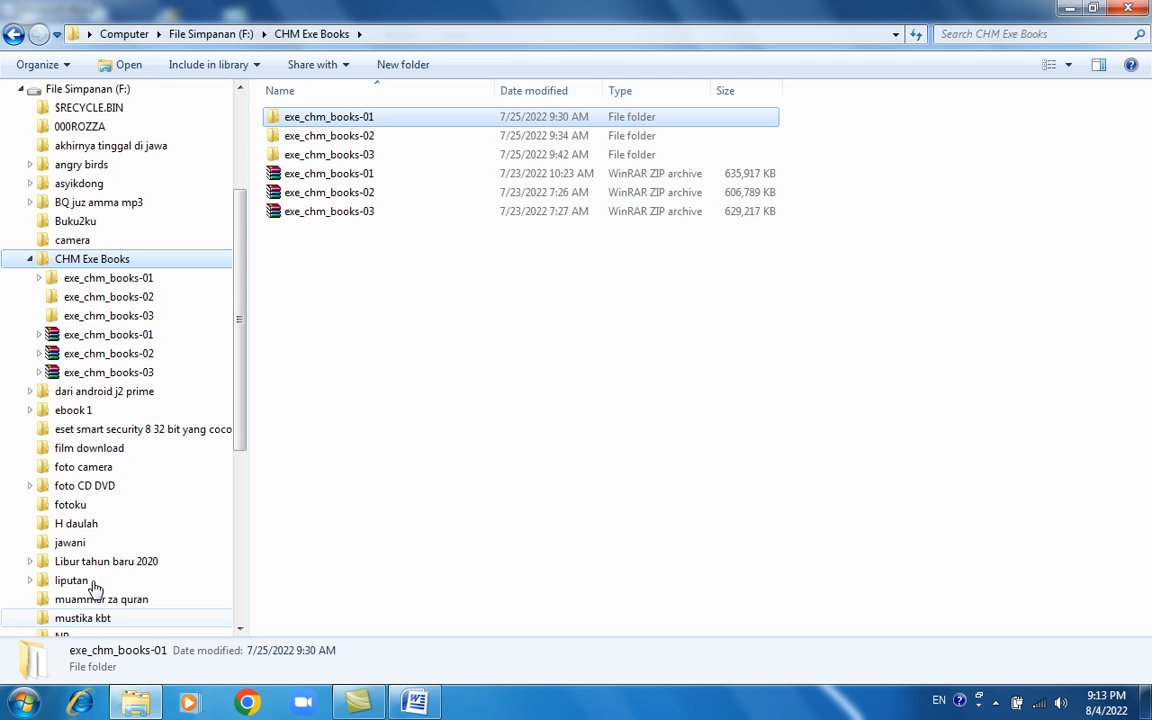 Computer File Simpanan (F:) CHM Exe Books
Search CHM Exe Books
Organize Open Include in library Share with New folder
File Simpanan (F:)
$RECYCLE.BIN
000ROZZA
akhirnya tinggal di jawa
angry birds
asyikdong
BQ juz amma mp3
Buku2ku
camera
CHM Exe Books
exe_chm_books-01
exe_chm_books-02
exe_chm_books-03
exe_chm_books-01
exe_chm_books-02
exe_chm_books-03
dari android j2 prime
ebook 1
eset smart security 8 32 bit yang coco
film download
foto camera
foto CD DVD
fotoku
H daulah
jawani
Libur tahun baru 2020
liputan
muammar za quran
mustika kbt
Name Date modified Type Size
exe_chm_books-01 7/25/2022 9:30 AM File folder
exe_chm_books-02 7/25/2022 9:34 AM File folder
exe_chm_books-03 7/25/2022 9:42 AM File folder
exe_chm_books-01 7/23/2022 10:23 AM WinRAR ZIP archive 635,917 KB
exe_chm_books-02 7/23/2022 7:26 AM WinRAR ZIP archive 606,789 KB
exe_chm_books-03 7/23/2022 7:27 AM WinRAR ZIP archive 629,217 KB
exe_chm_books-01 Date modified: 7/25/2022 9:30 AM
File folder
EN
9:13 PM
8/4/2022